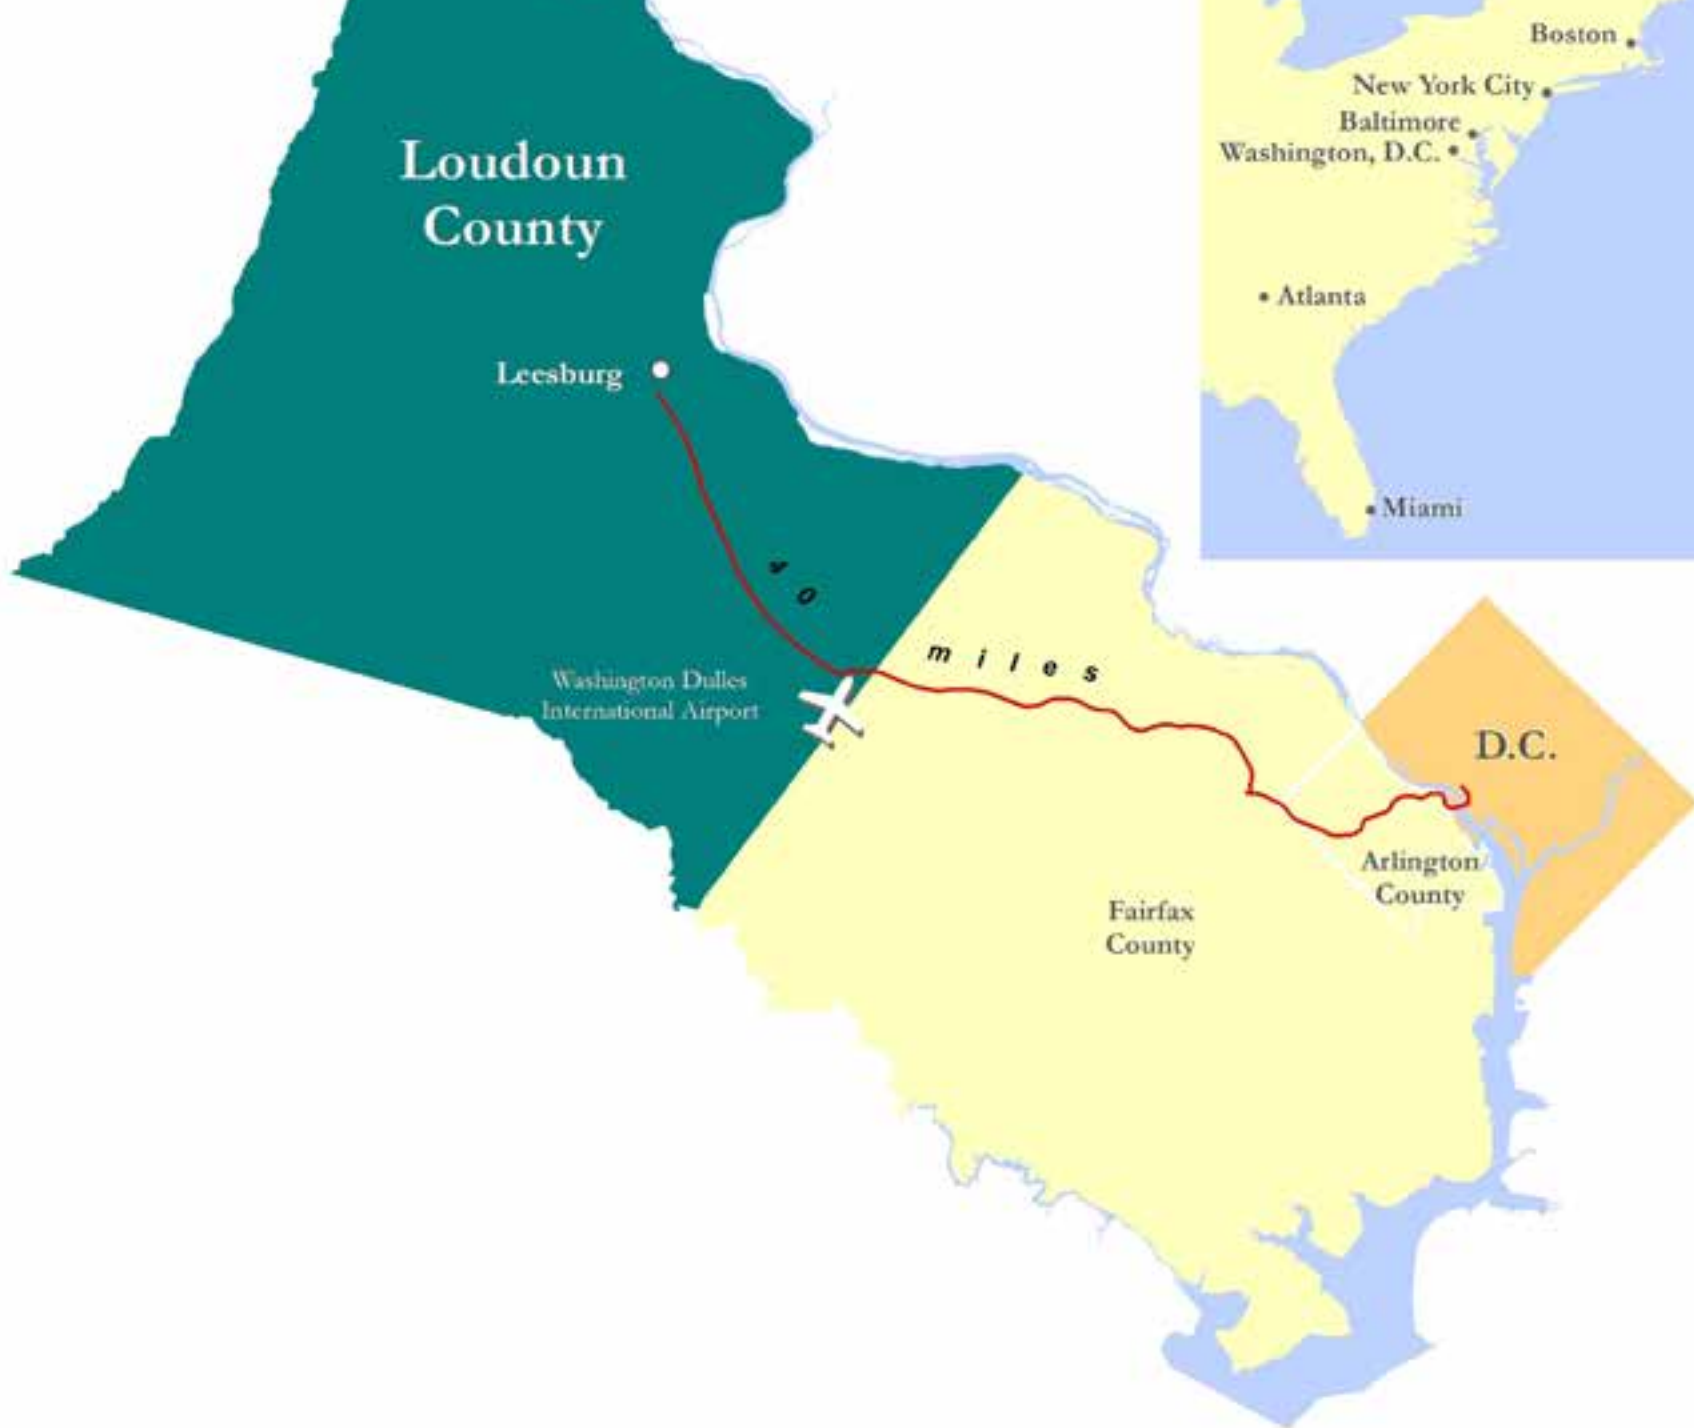 Boston
New York City
Baltimore
Washington, D.C.
Atlanta
Miami
Loudoun
County
Leesburg
40
miles
Washington Dulles
International Airport
D.C.
Arlington
County
Fairfax
County